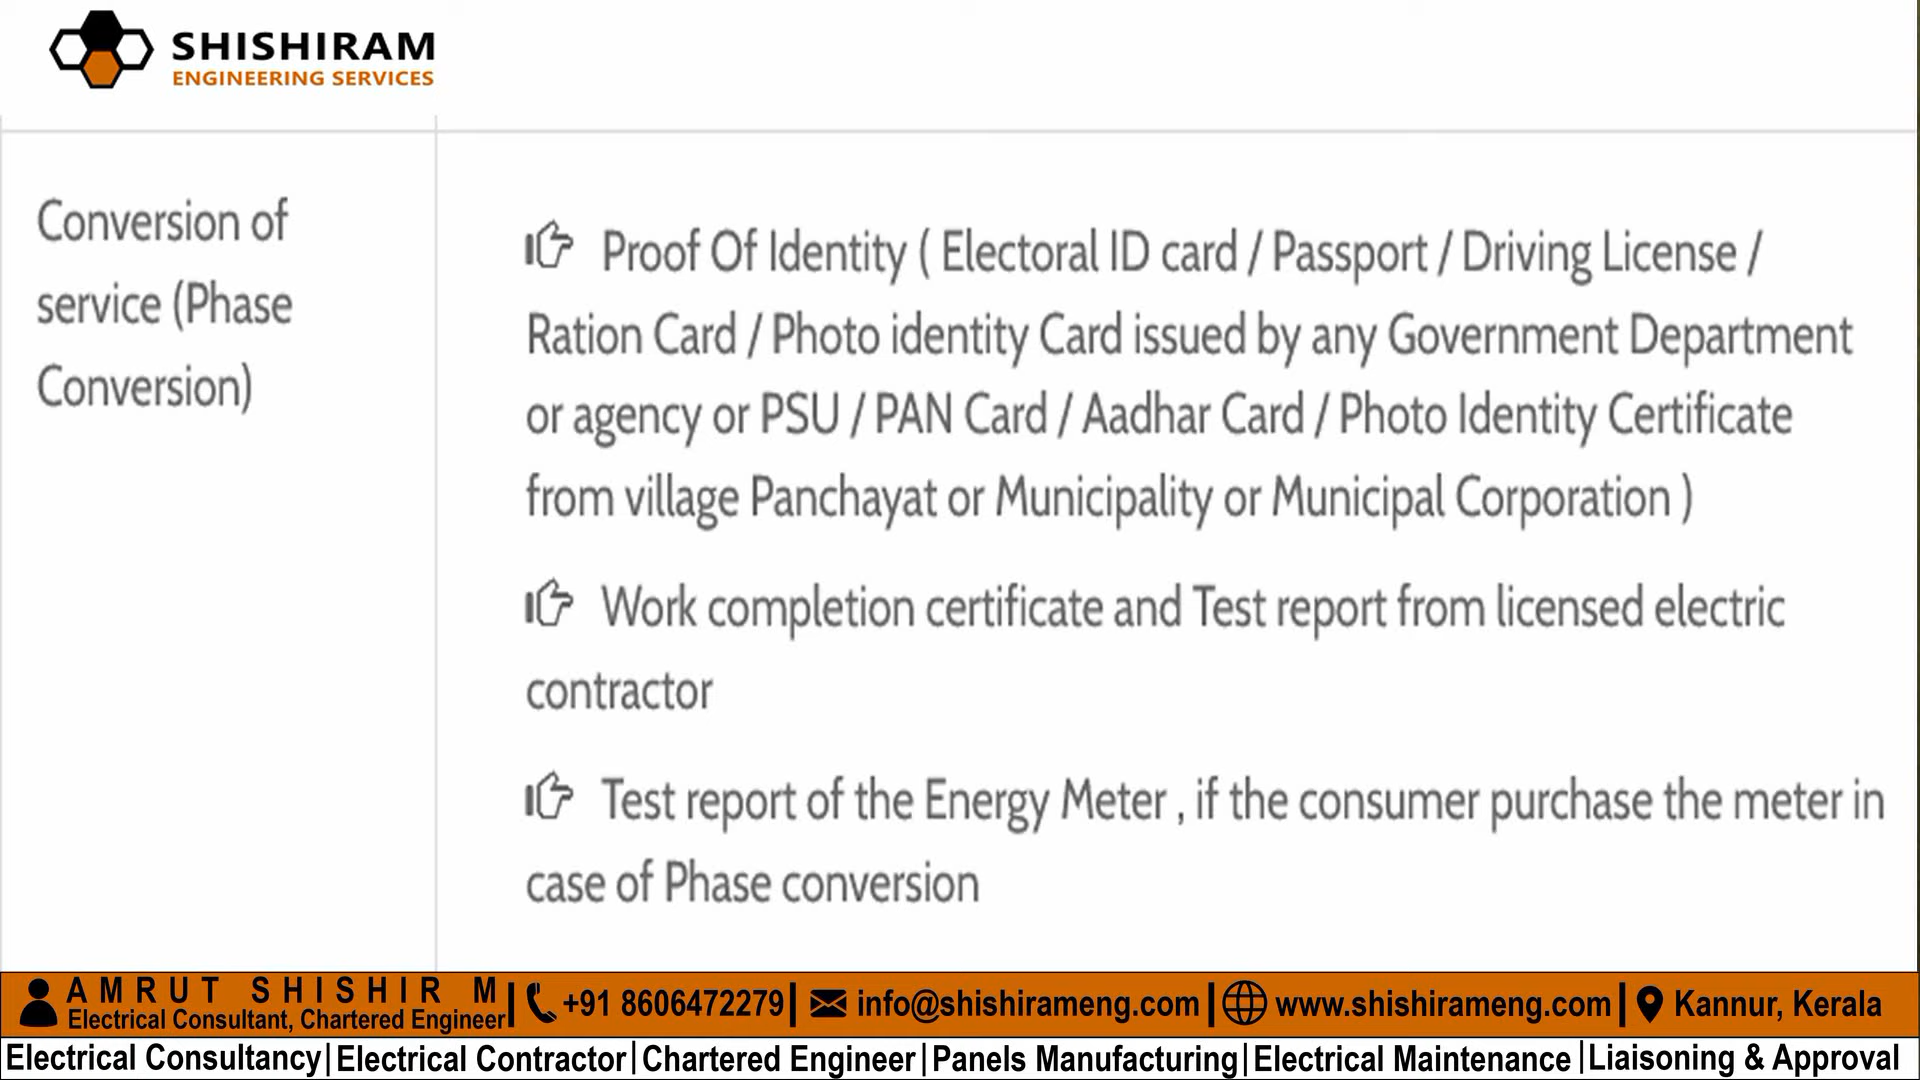 SHISHIRAM
ENGINEERING SERVICES
Conversion of
service (Phase
Conversion)
Proof Of Identity ( Electoral ID card / Passport / Driving License /
Ration Card / Photo identity Card issued by any Government Department
or agency or PSU / PAN Card / Aadhar Card / Photo Identity Certificate
from village Panchayat or Municipality or Municipal Corporation )
Work completion certificate and Test report from licensed electric
contractor
Test report of the Energy Meter , if the consumer purchase the meter in
case of Phase conversion
AMRUT SHISHIR M
Electrical Consultant, Chartered Engineer
+91 8606472279| info@shishirameng.com | www.shishirameng.com | Kannur, Kerala
Electrical Consultancy|Electrical Contractor|Chartered Engineer|Panels Manufacturing|Electrical Maintenance |Liaisoning & Approval